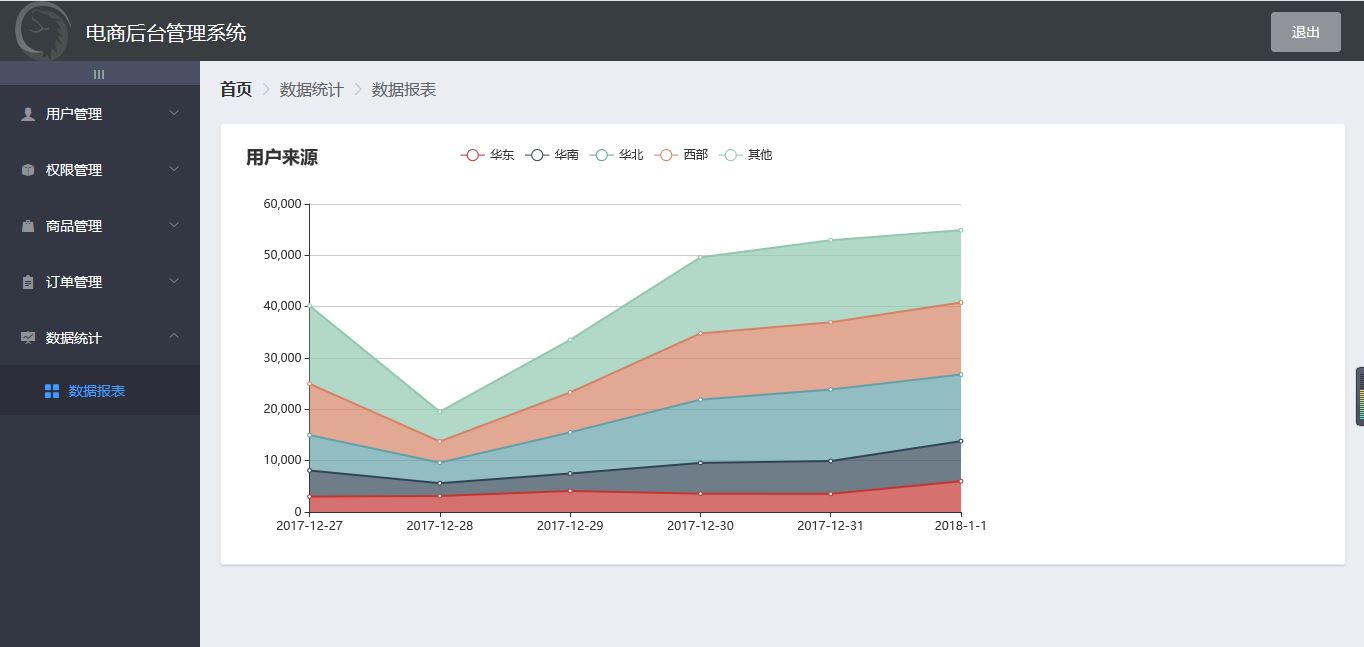 电商后台管理系统
退出
首页 数据统计 数据报表
用户管理
权限管理
商品管理
订单管理
数据统计
数据报表
用户来源
华东 华南 华北 西部 其他
60,000
50,000
40,000
30,000
20,000
10,000
0
2017-12-27 2017-12-28 2017-12-29 2017-12-30 2017-12-31 2018-1-1